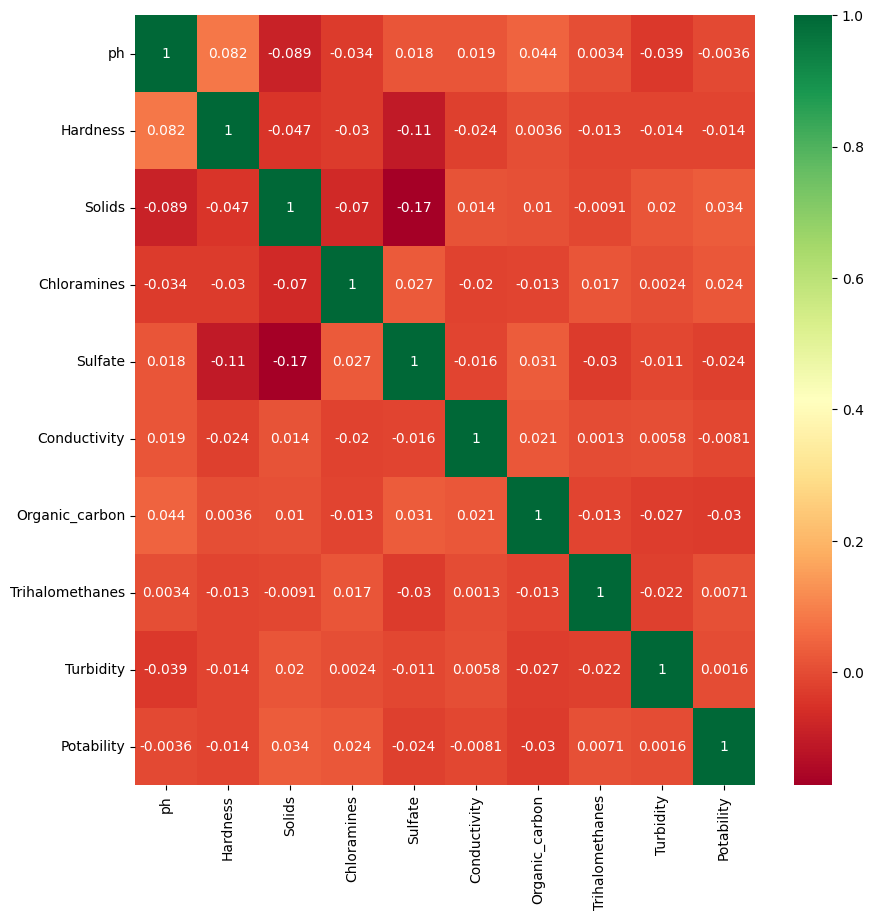 ph 1 0.082 -0.089 -0.034 0.018 0.019 0.044 0.0034 -0.039 -0.0036
Hardness 0.082 1 -0.047 -0.03 -0.11 -0.024 0.0036 -0.013 -0.014 -0.014
Solids -0.089 -0.047 1 -0.07 -0.17 0.014 0.01 -0.0091 0.02 0.034
Chloramines -0.034 -0.03 -0.07 1 0.027 -0.02 -0.013 0.017 0.0024 0.024
Sulfate 0.018 -0.11 -0.17 0.027 1 -0.016 0.031 -0.03 -0.011 -0.024
Conductivity 0.019 -0.024 0.014 -0.02 -0.016 1 0.021 0.0013 0.0058 -0.0081
Organic_carbon 0.044 0.0036 0.01 -0.013 0.031 0.021 1 -0.013 -0.027 -0.03
Trihalomethanes 0.0034 -0.013 -0.0091 0.017 -0.03 0.0013 -0.013 1 -0.022 0.0071
Turbidity -0.039 -0.014 0.02 0.0024 -0.011 0.0058 -0.027 -0.022 1 0.0016
Potability -0.0036 -0.014 0.034 0.024 -0.024 -0.0081 -0.03 0.0071 0.0016 1
ph Hardness Solids Chloramines Sulfate Conductivity Organic_carbon Trihalomethanes Turbidity Potability
1.0
0.8
0.6
0.4
0.2
0.0